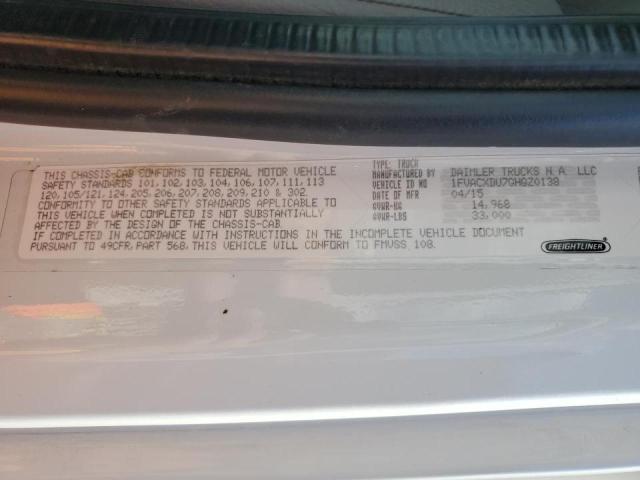 THIS CHASSIS-CAB CONFORMS TO FEDERAL MOTOR VEHICLE
SAFETY STANDARDS 101, 102, 103, 104, 106, 107, 111, 113
120, 105/121, 124, 205, 206, 207, 208, 209, 210 & 302.
CONFORMITY TO OTHER SAFETY STANDARDS APPLICABLE
TO THIS VEHICLE WHEN COMPLETED IS NOT SUBSTANTIALLY
AFFECTED BY THE DESIGN OF THE CHASSIS-CAB.
IF COMPLETED IN ACCORDANCE WITH INSTRUCTIONS IN THE INCOMPLETE VEHICLE DOCUMENT
PURSUANT TO 49CFR, PART 568, THIS VEHICLE WILL CONFORM TO FMVSS 108.
TYPE: TRUCK
MANUFACTURED BY DAIMLER TRUCKS N.A. LLC
VEHICLE ID NO 1FVACXDU7GHGZ0138
DATE OF MFR 04/15
GVWR-KG 14,968
GVWR-LBS 33,000
FREIGHTLINER